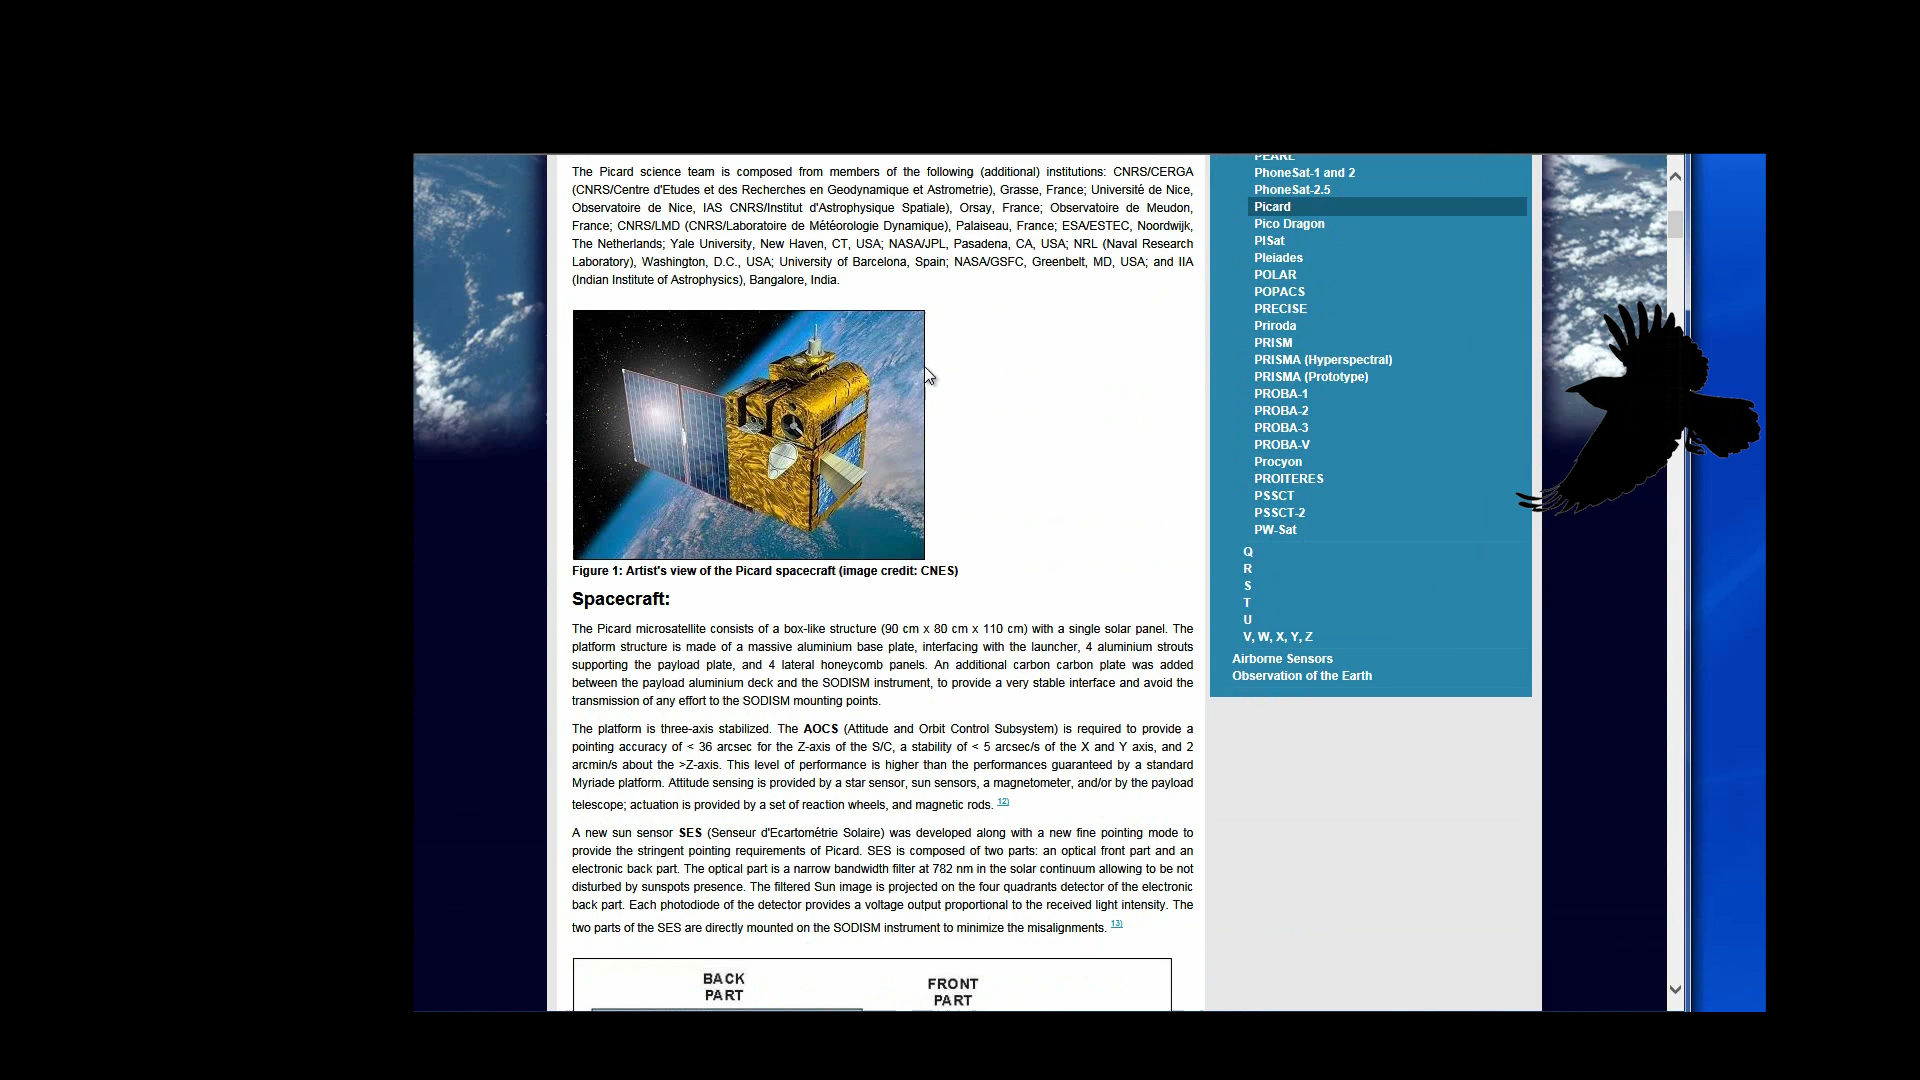 The Picard science team is composed from members of the following (additional) institutions: CNRS/CERGA
(CNRS/Centre d'Etudes et des Recherches en Geodynamique et Astrometrie), Grasse, France; Université de Nice,
Observatoire de Nice, IAS CNRS/Institut d'Astrophysique Spatiale), Orsay, France; Observatoire de Meudon,
France; CNRS/LMD (CNRS/Laboratoire de Météorologie Dynamique), Palaiseau, France; ESA/ESTEC, Noordwijk,
The Netherlands; Yale University, New Haven, CT, USA; NASA/JPL, Pasadena, CA, USA; NRL (Naval Research
Laboratory), Washington, D.C., USA; University of Barcelona, Spain; NASA/GSFC, Greenbelt, MD, USA; and IIA
(Indian Institute of Astrophysics), Bangalore, India.
Figure 1: Artist's view of the Picard spacecraft (image credit: CNES)
Spacecraft:
The Picard microsatellite consists of a box-like structure (90 cm x 80 cm x 110 cm) with a single solar panel. The
platform structure is made of a massive aluminium base plate, interfacing with the launcher, 4 aluminium strouts
supporting the payload plate, and 4 lateral honeycomb panels. An additional carbon carbon plate was added
between the payload aluminium deck and the SODISM instrument, to provide a very stable interface and avoid the
transmission of any effort to the SODISM mounting points.
The platform is three-axis stabilized. The AOCS (Attitude and Orbit Control Subsystem) is required to provide a
pointing accuracy of < 36 arcsec for the Z-axis of the S/C, a stability of < 5 arcsec/s of the X and Y axis, and 2
arcmin/s about the >Z-axis. This level of performance is higher than the performances guaranteed by a standard
Myriade platform. Attitude sensing is provided by a star sensor, sun sensors, a magnetometer, and/or by the payload
telescope; actuation is provided by a set of reaction wheels, and magnetic rods. 12)
A new sun sensor SES (Senseur d'Ecartométrie Solaire) was developed along with a new fine pointing mode to
provide the stringent pointing requirements of Picard. SES is composed of two parts: an optical front part and an
electronic back part. The optical part is a narrow bandwidth filter at 782 nm in the solar continuum allowing to be not
disturbed by sunspots presence. The filtered Sun image is projected on the four quadrants detector of the electronic
back part. Each photodiode of the detector provides a voltage output proportional to the received light intensity. The
two parts of the SES are directly mounted on the SODISM instrument to minimize the misalignments. 13)
BACK
PART
FRONT
PART
PEARL
PhoneSat-1 and 2
PhoneSat-2.5
Picard
Pico Dragon
PISat
Pleiades
POLAR
POPACS
PRECISE
Priroda
PRISM
PRISMA (Hyperspectral)
PRISMA (Prototype)
PROBA-1
PROBA-2
PROBA-3
PROBA-V
Procyon
PROITERES
PSSCT
PSSCT-2
PW-Sat
Q
R
S
T
U
V, W, X, Y, Z
Airborne Sensors
Observation of the Earth